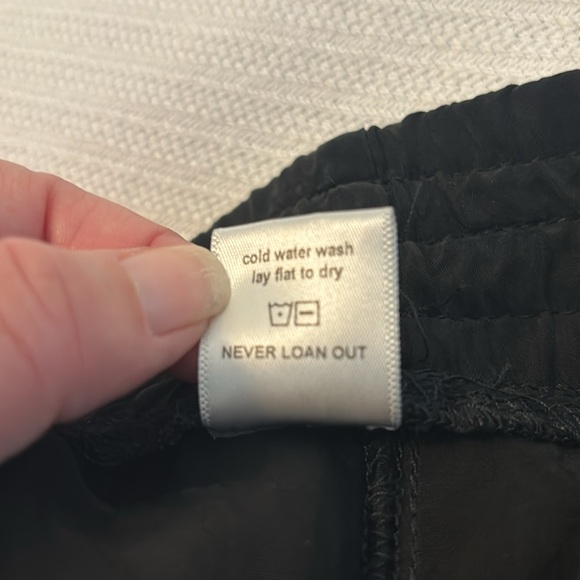 cold water wash
lay flat to dry
NEVER LOAN OUT